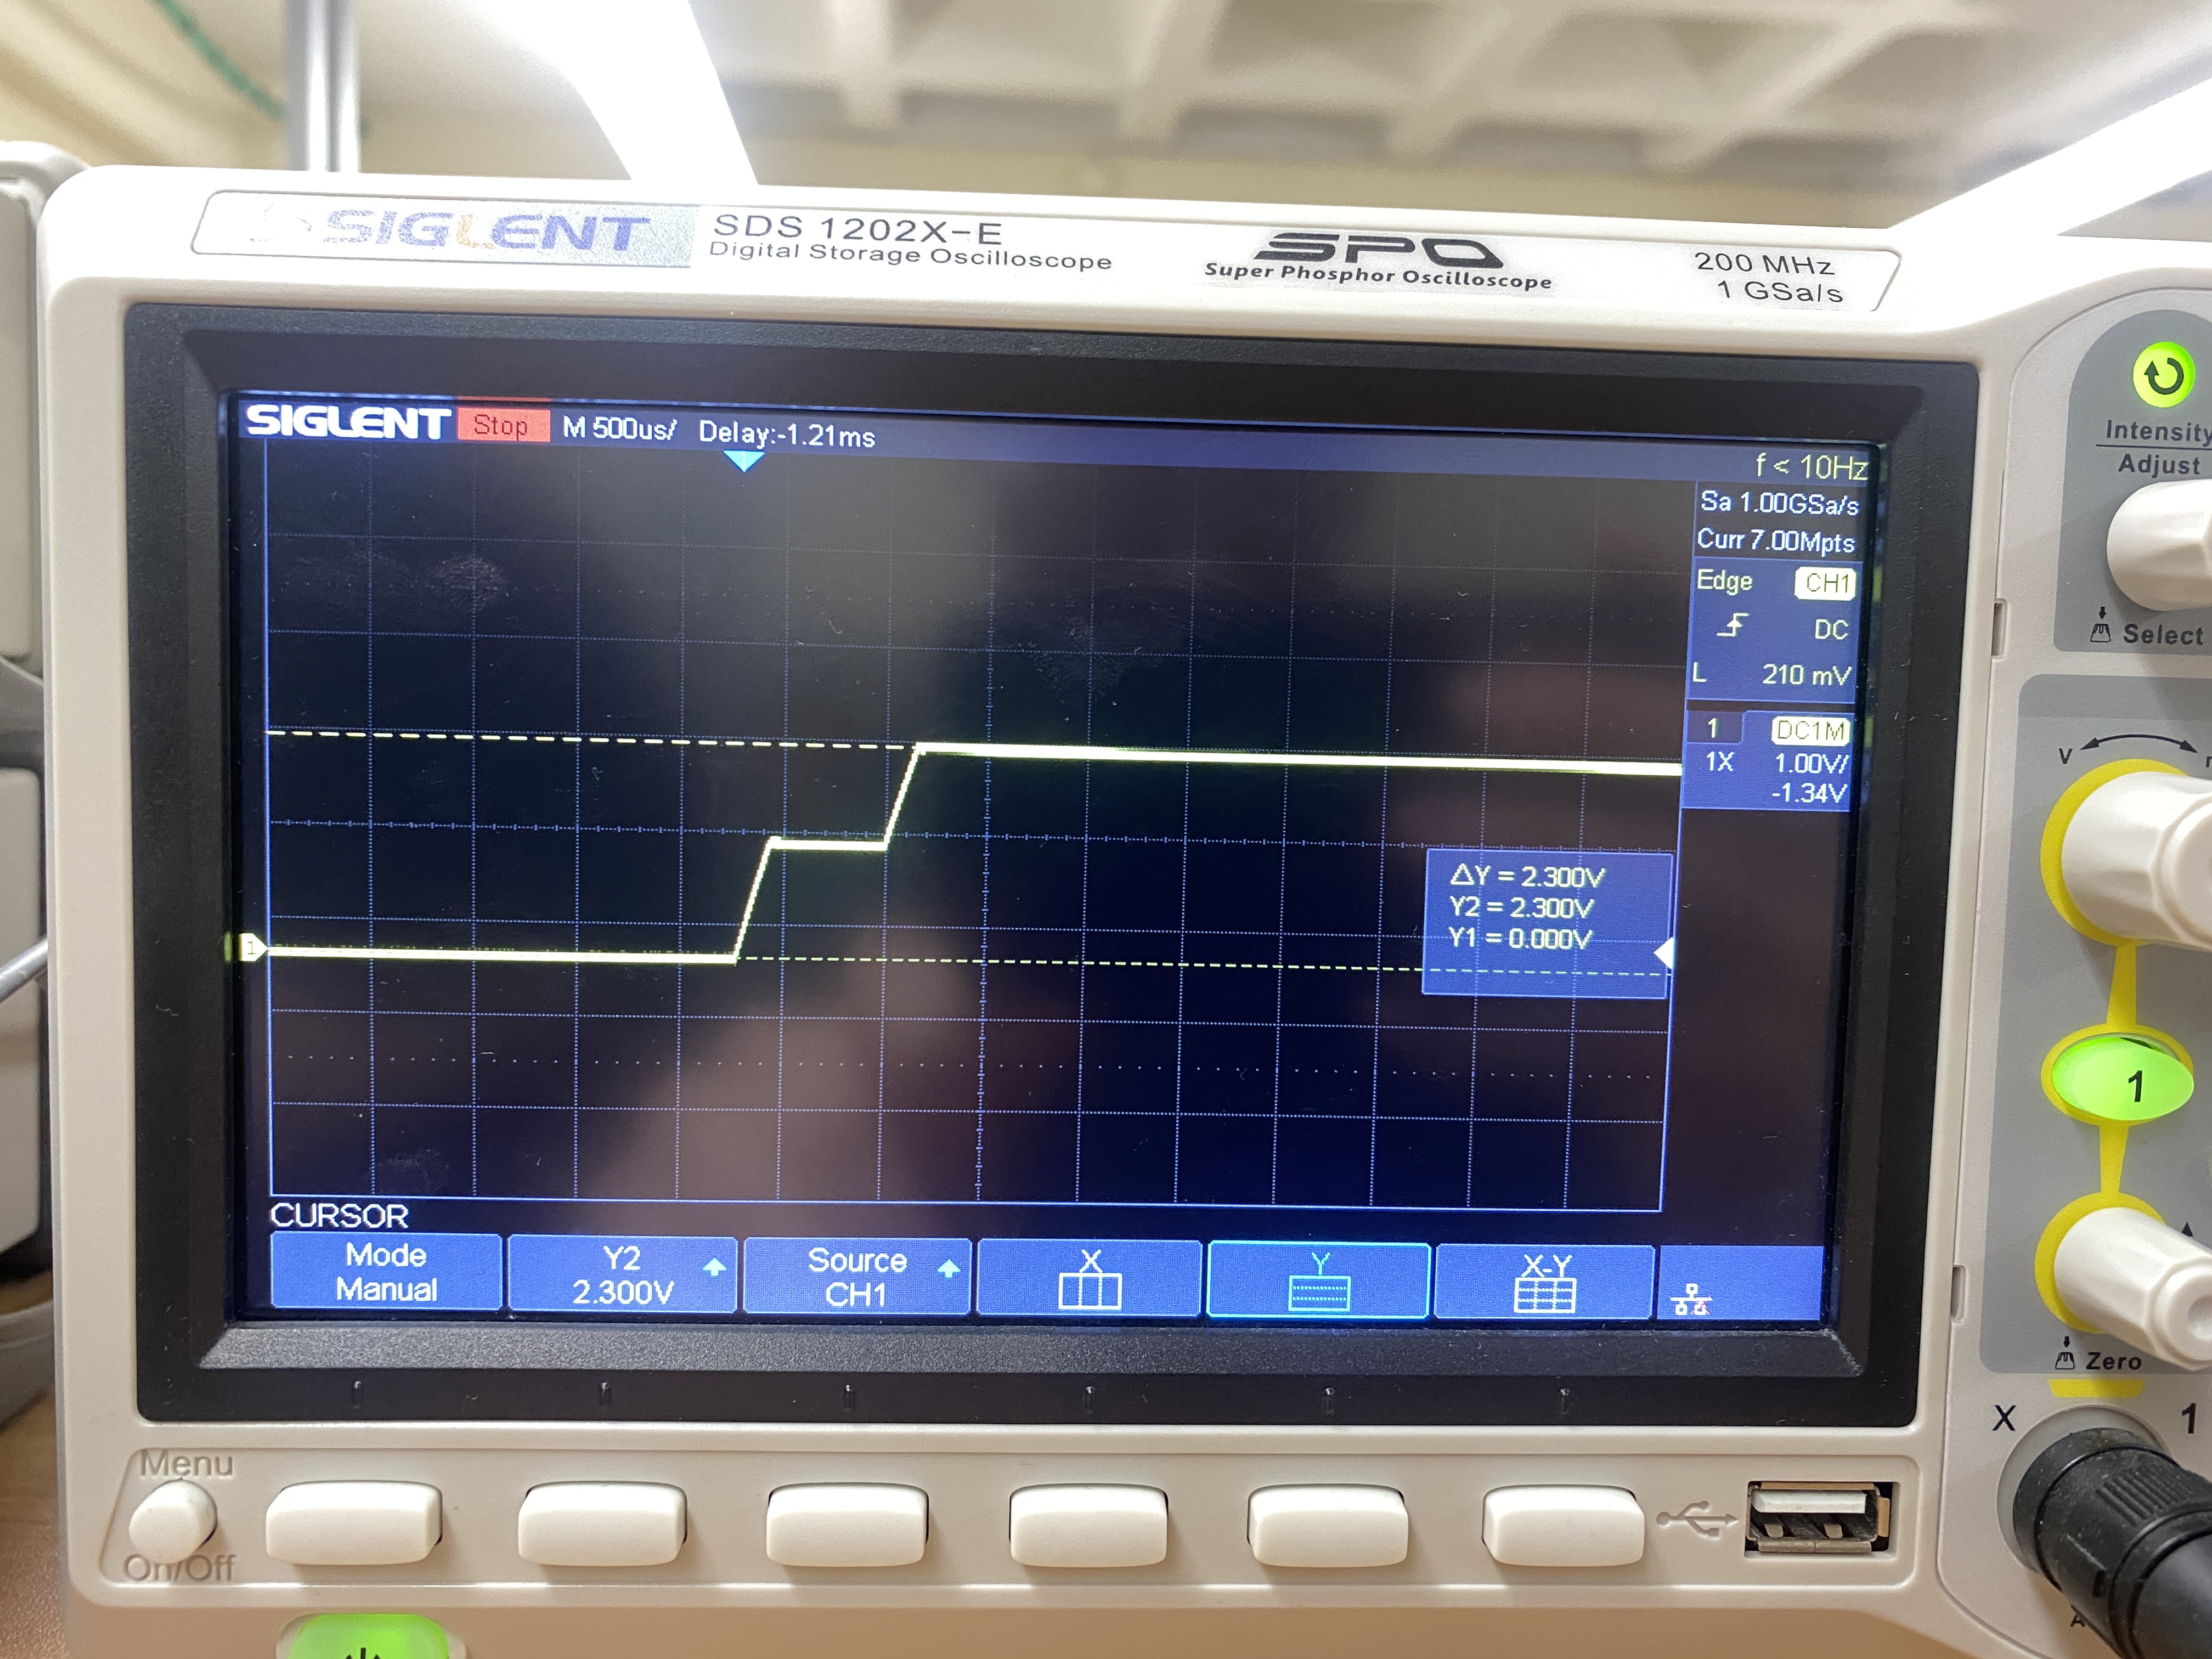 SIGLENT SDS 1202X-E
Digital Storage Oscilloscope
SPO
Super Phosphor Oscilloscope
200 MHz
1 GSa/s
SIGLENT Stop M 500us/ Delay:-1.21ms
f < 10Hz
Sa 1.00GSa/s
Curr 7.00Mpts
Edge CH1
DC
L 210 mV
1 DC1M
1X 1.00V/
-1.34V
1
ΔY = 2.300V
Y2 = 2.300V
Y1 = 0.000V
CURSOR
Mode
Manual
Y2
2.300V
Source
CH1
X
Y
X-Y
Intensity
Adjust
Select
V
1
Zero
X
1
Menu
On/Off